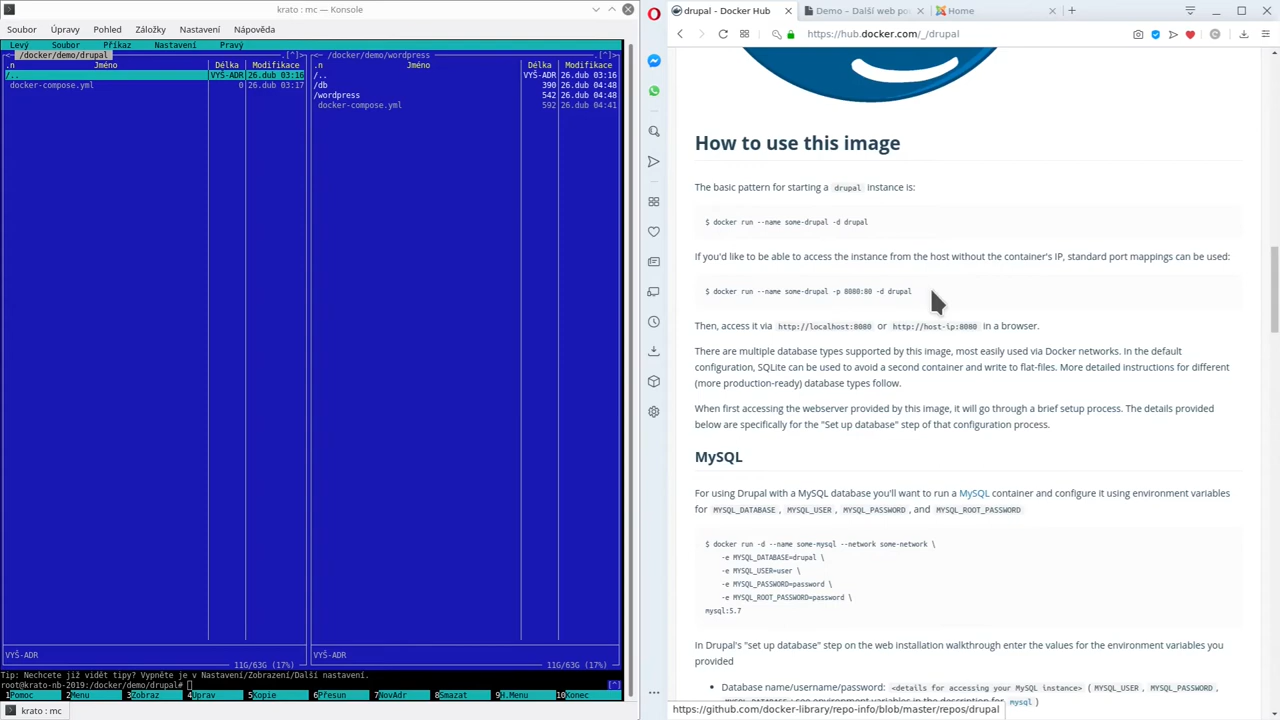 krato : mc — Konsole
Soubor Úpravy Pohled Záložky Nastavení Nápověda
Levý Soubor Příkaz Nastavení Pravý
<─ /docker/demo/drupal .[^]>
.n Jméno Délka Modifikace
/.. VYŠ-ADR 26.dub 03:16
docker-compose.yml 0 26.dub 03:17
VYŠ-ADR
11G/63G (17%)
<─ /docker/demo/wordpress .[^]>
.n Jméno Délka Modifikace
/.. VYŠ-ADR 26.dub 03:16
/db 390 26.dub 04:48
/wordpress 542 26.dub 04:48
docker-compose.yml 592 26.dub 04:41
VYŠ-ADR
11G/63G (17%)
Tip: Nechcete již vidět tipy? Vypněte je v Nastavení/Zobrazení/Další nastavení.
root@krato-nb-2019:/docker/demo/drupal# [^]
1Pomoc 2Menu 3Zobraz 4Uprav 5Kopie 6Přesun 7NovAdr 8Smazat 9H.Menu 10Konec
krato : mc
drupal - Docker Hub
Demo – Další web po
Home
https://hub.docker.com/_/drupal
How to use this image
The basic pattern for starting a drupal instance is:
$ docker run --name some-drupal -d drupal
If you'd like to be able to access the instance from the host without the container's IP, standard port mappings can be used:
$ docker run --name some-drupal -p 8080:80 -d drupal
Then, access it via http://localhost:8080 or http://host-ip:8080 in a browser.
There are multiple database types supported by this image, most easily used via Docker networks. In the default
configuration, SQLite can be used to avoid a second container and write to flat-files. More detailed instructions for different
(more production-ready) database types follow.
When first accessing the webserver provided by this image, it will go through a brief setup process. The details provided
below are specifically for the "Set up database" step of that configuration process.
MySQL
For using Drupal with a MySQL database you'll want to run a MySQL container and configure it using environment variables
for MYSQL_DATABASE, MYSQL_USER, MYSQL_PASSWORD, and MYSQL_ROOT_PASSWORD
$ docker run -d --name some-mysql --network some-network \
-e MYSQL_DATABASE=drupal \
-e MYSQL_USER=user \
-e MYSQL_PASSWORD=password \
-e MYSQL_ROOT_PASSWORD=password \
mysql:5.7
In Drupal's "set up database" step on the web installation walkthrough enter the values for the environment variables you
provided
• Database name/username/password: <details for accessing your MySQL instance> ( MYSQL_USER, MYSQL_PASSWORD,
mysql )
https://github.com/docker-library/repo-info/blob/master/repos/drupal